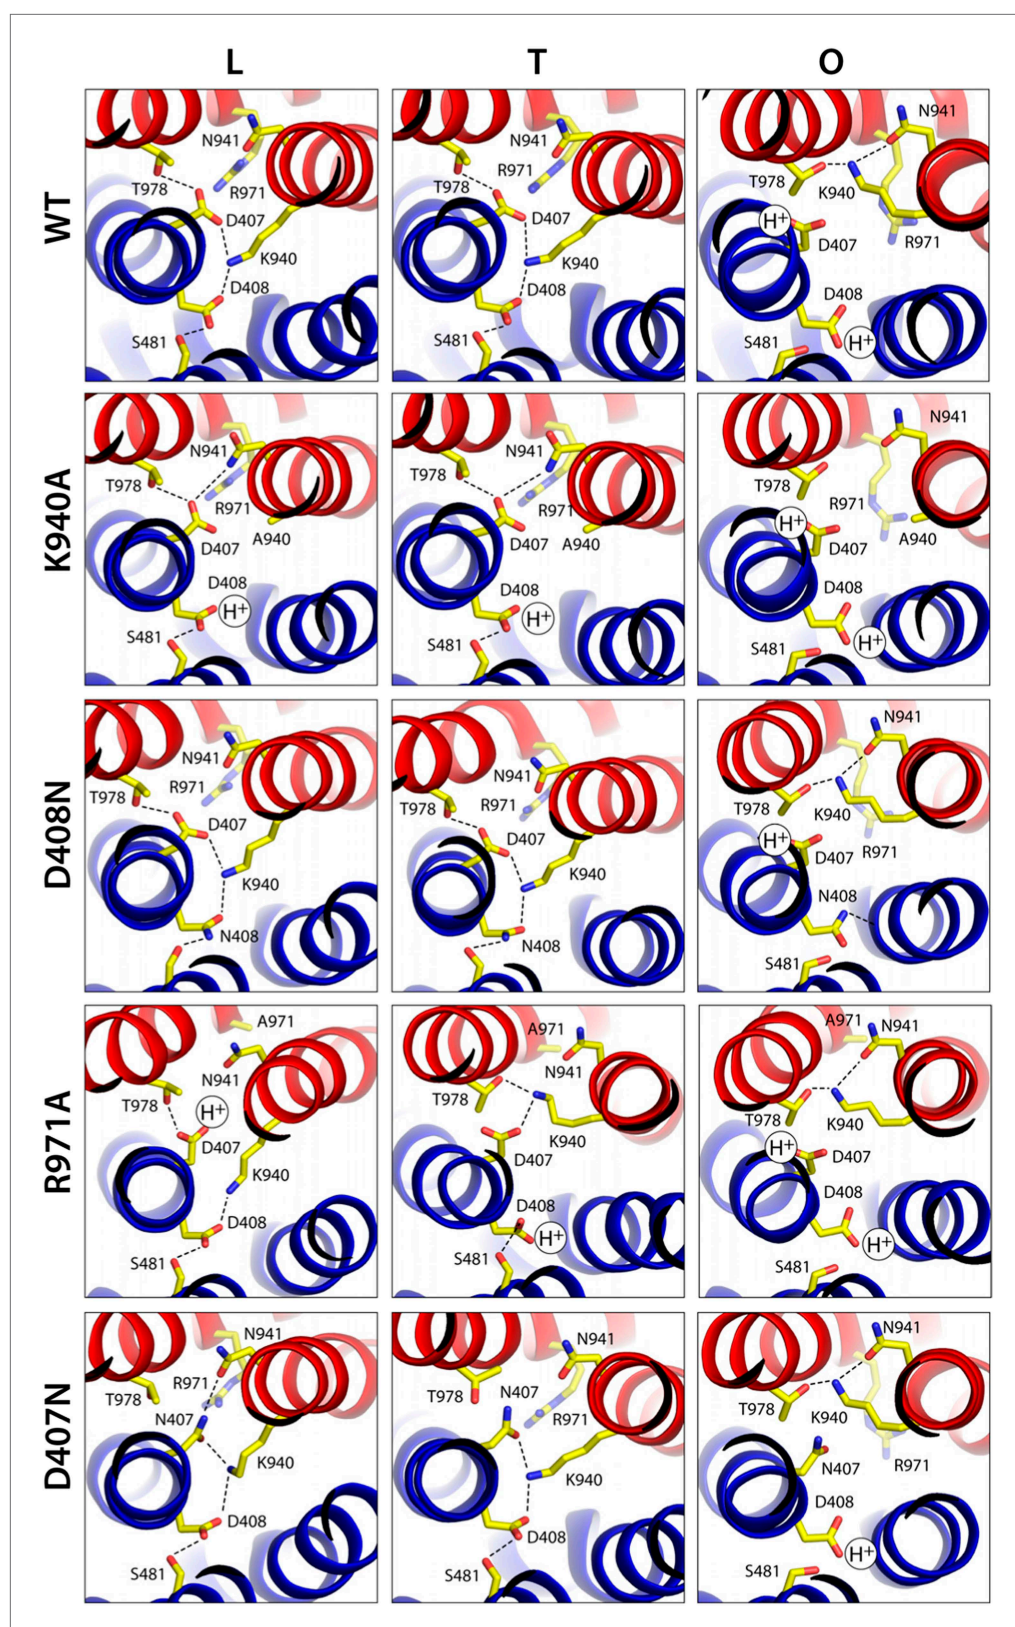 L T O
WT
N941
T978
R971
D407
K940
D408
S481
N941
T978
R971
D407
K940
D408
S481
N941
T978
K940
H+
D407
R971
D408
H+
S481
K940A
N941
T978
R971
D407
A940
D408
H+
S481
N941
T978
R971
D407
A940
D408
H+
S481
N941
T978
R971
H+
D407
A940
D408
H+
S481
D408N
N941
T978
R971
D407
K940
N408
N941
T978
R971
D407
K940
N408
N941
T978
K940
H+
D407
R971
N408
S481
R971A
A971
N941
T978
H+
D407
K940
D408
S481
A971
N941
T978
K940
D407
D408
H+
S481
A971
N941
T978
K940
H+
D407
D408
H+
S481
D407N
N941
T978
R971
N407
K940
D408
S481
N941
T978
N407
R971
K940
D408
S481
N941
T978
K940
N407
R971
D408
H+
S481